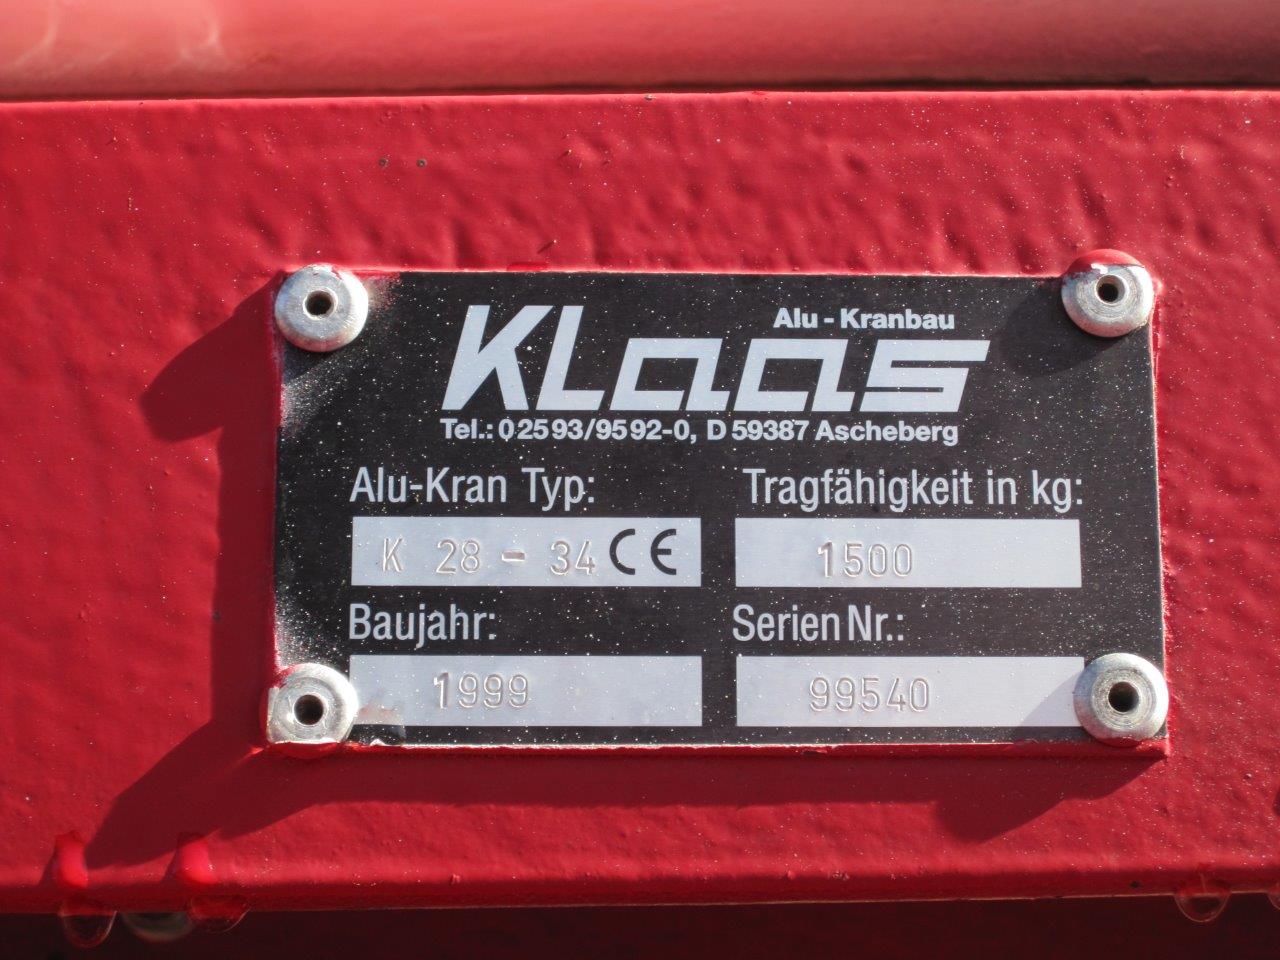 Alu - Kranbau
KLaas
Tel.: 02593/9592-0, D 59387 Ascheberg
Alu-Kran Typ: Tragfähigkeit in kg:
K 28 - 34 CE 1500
Baujahr: Serien Nr.:
1999 99540